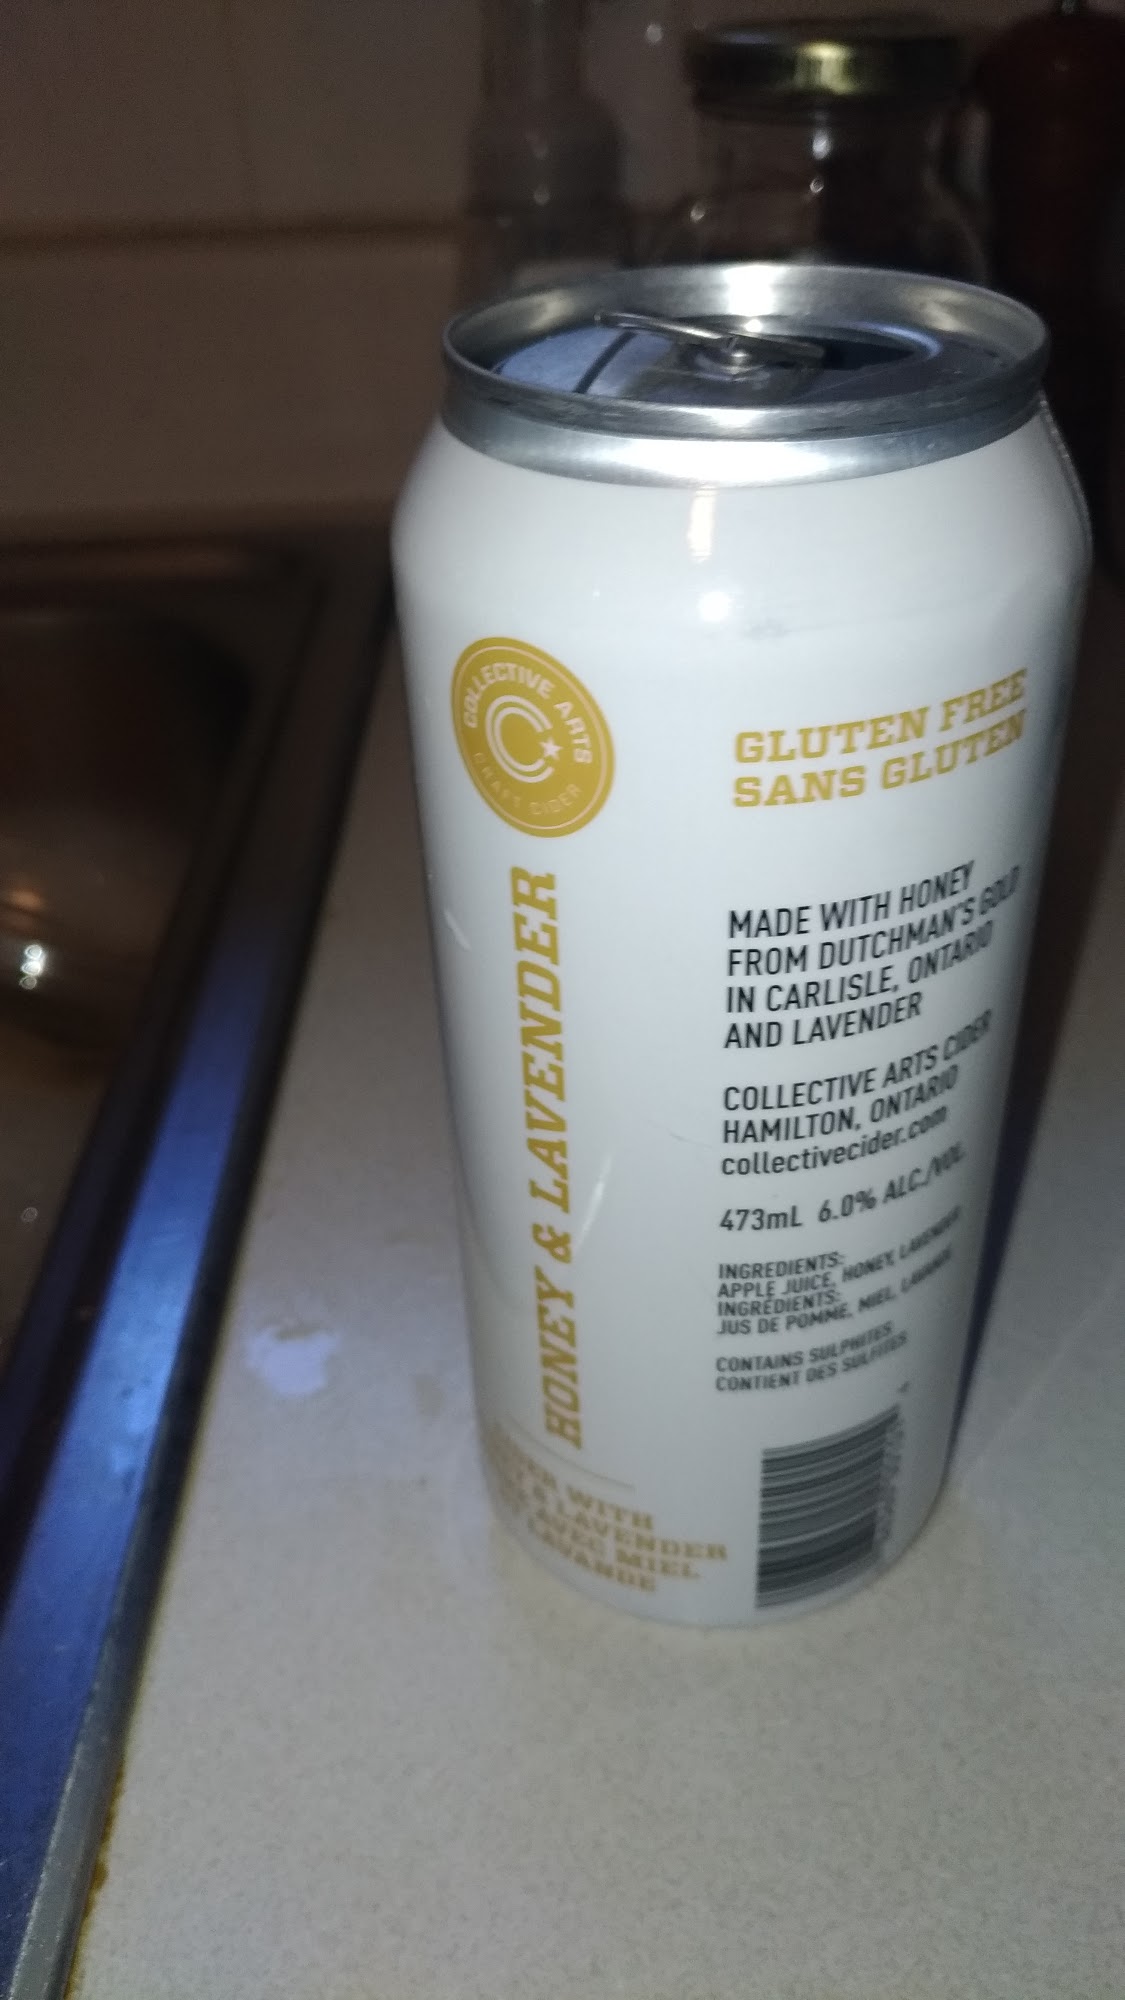 COLLECTIVE ARTS
CRAFT CIDER
HONEY & LAVENDER
WITH
& LAVENDER
AVEC MIEL
LAVANDE
GLUTEN FREE
SANS GLUTEN
MADE WITH HONEY
FROM DUTCHMAN'S GOLD
IN CARLISLE, ONTARIO
AND LAVENDER
COLLECTIVE ARTS CIDER
HAMILTON, ONTARIO
collectivecider.com
473mL 6.0% ALC./VOL.
INGREDIENTS:
APPLE JUICE, HONEY, LAVENDER
INGRÉDIENTS:
JUS DE POMME, MIEL, LAVANDE
CONTAINS SULPHITES
CONTIENT DES SULFITES